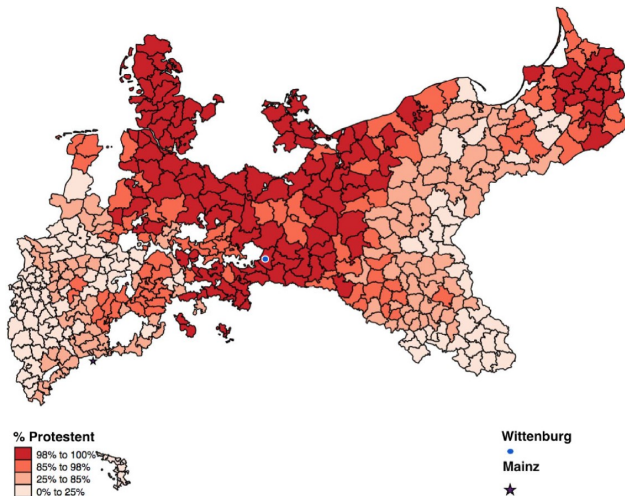 % Protestent
98% to 100%
85% to 98%
25% to 85%
0% to 25%
Wittenburg
Mainz